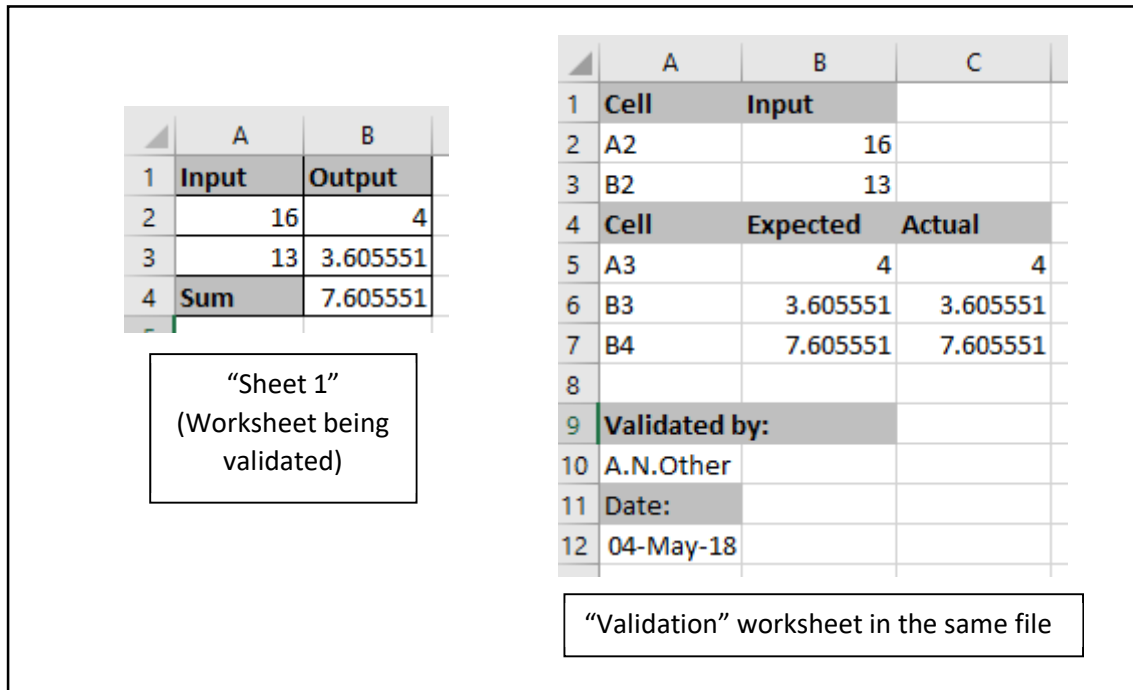 A B
1 Input Output
2 16 4
3 13 3.605551
4 Sum 7.605551
“Sheet 1”
(Worksheet being
validated)
A B C
1 Cell Input
2 A2 16
3 B2 13
4 Cell Expected Actual
5 A3 4 4
6 B3 3.605551 3.605551
7 B4 7.605551 7.605551
8
9 Validated by:
10 A.N.Other
11 Date:
12 04-May-18
“Validation” worksheet in the same file